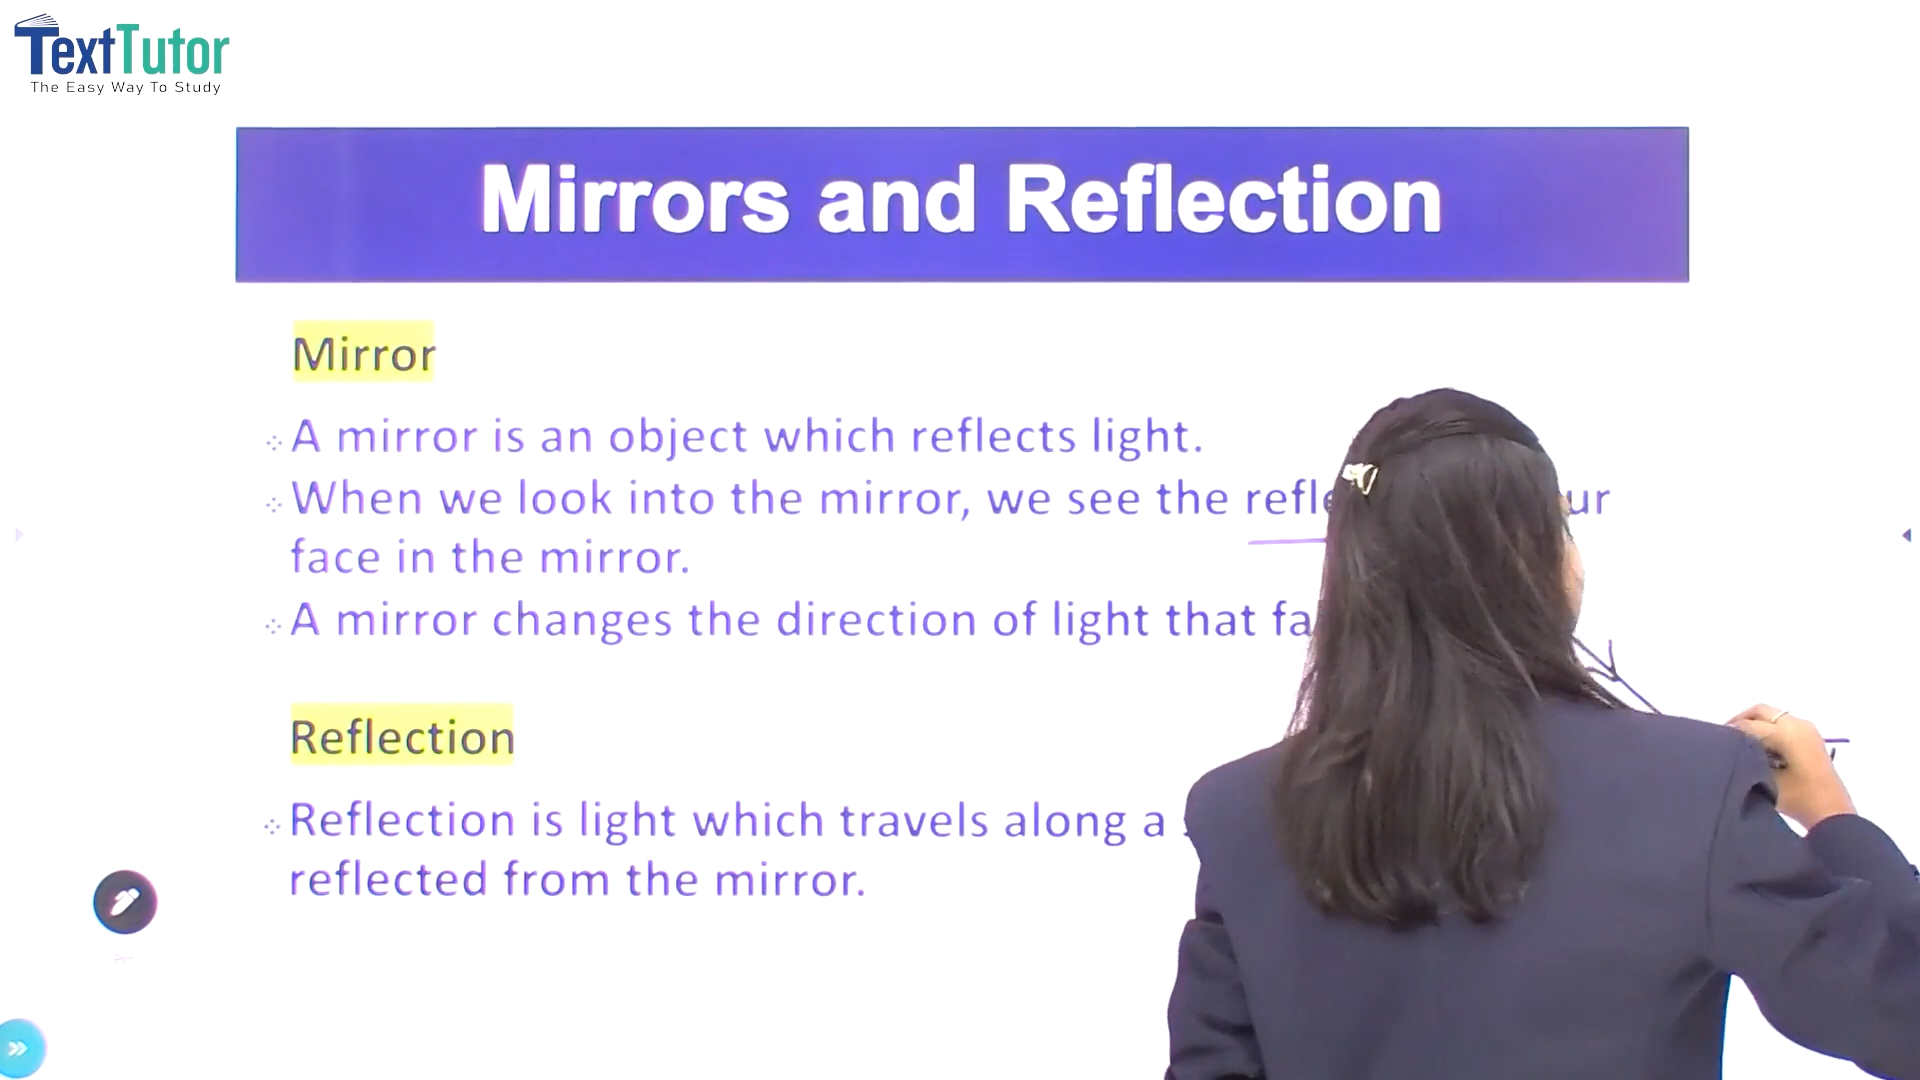 TextTutor
The Easy Way To Study
Mirrors and Reflection
Mirror
A mirror is an object which reflects light.
When we look into the mirror, we see the
face in the mirror.
A mirror changes the direction of light that
Reflection
Reflection is light which travels along a
reflected from the mirror.